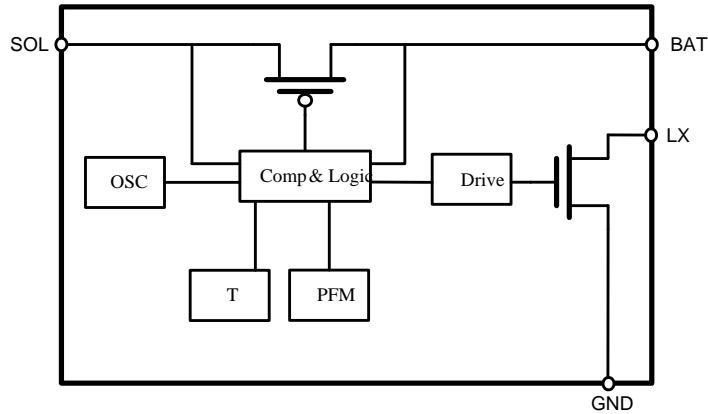 SOL
BAT
LX
OSC
Comp & Logic
Drive
T
PFM
GND